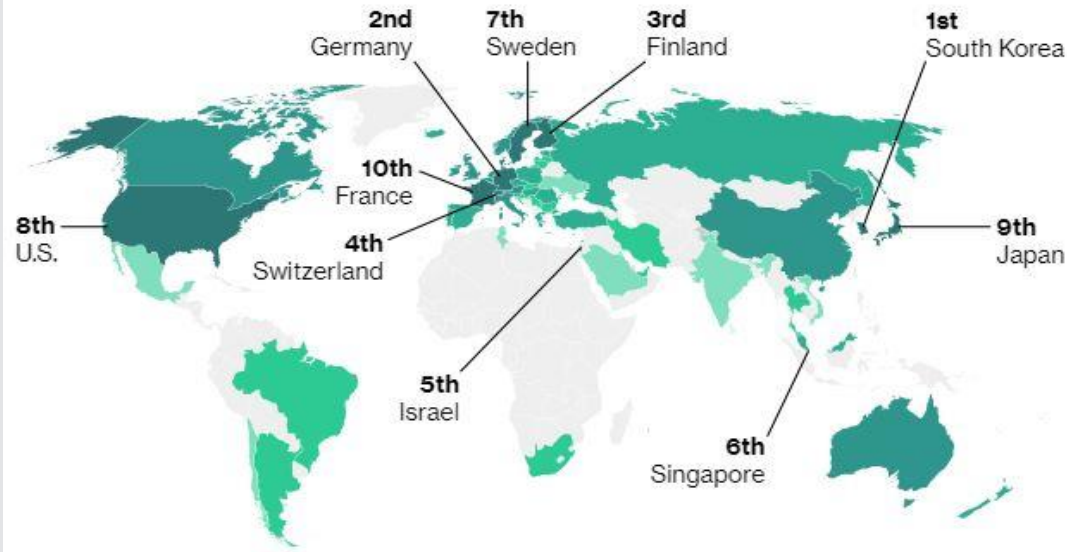 2nd
Germany
7th
Sweden
3rd
Finland
1st
South Korea
10th
France
8th
U.S.
4th
Switzerland
9th
Japan
5th
Israel
6th
Singapore